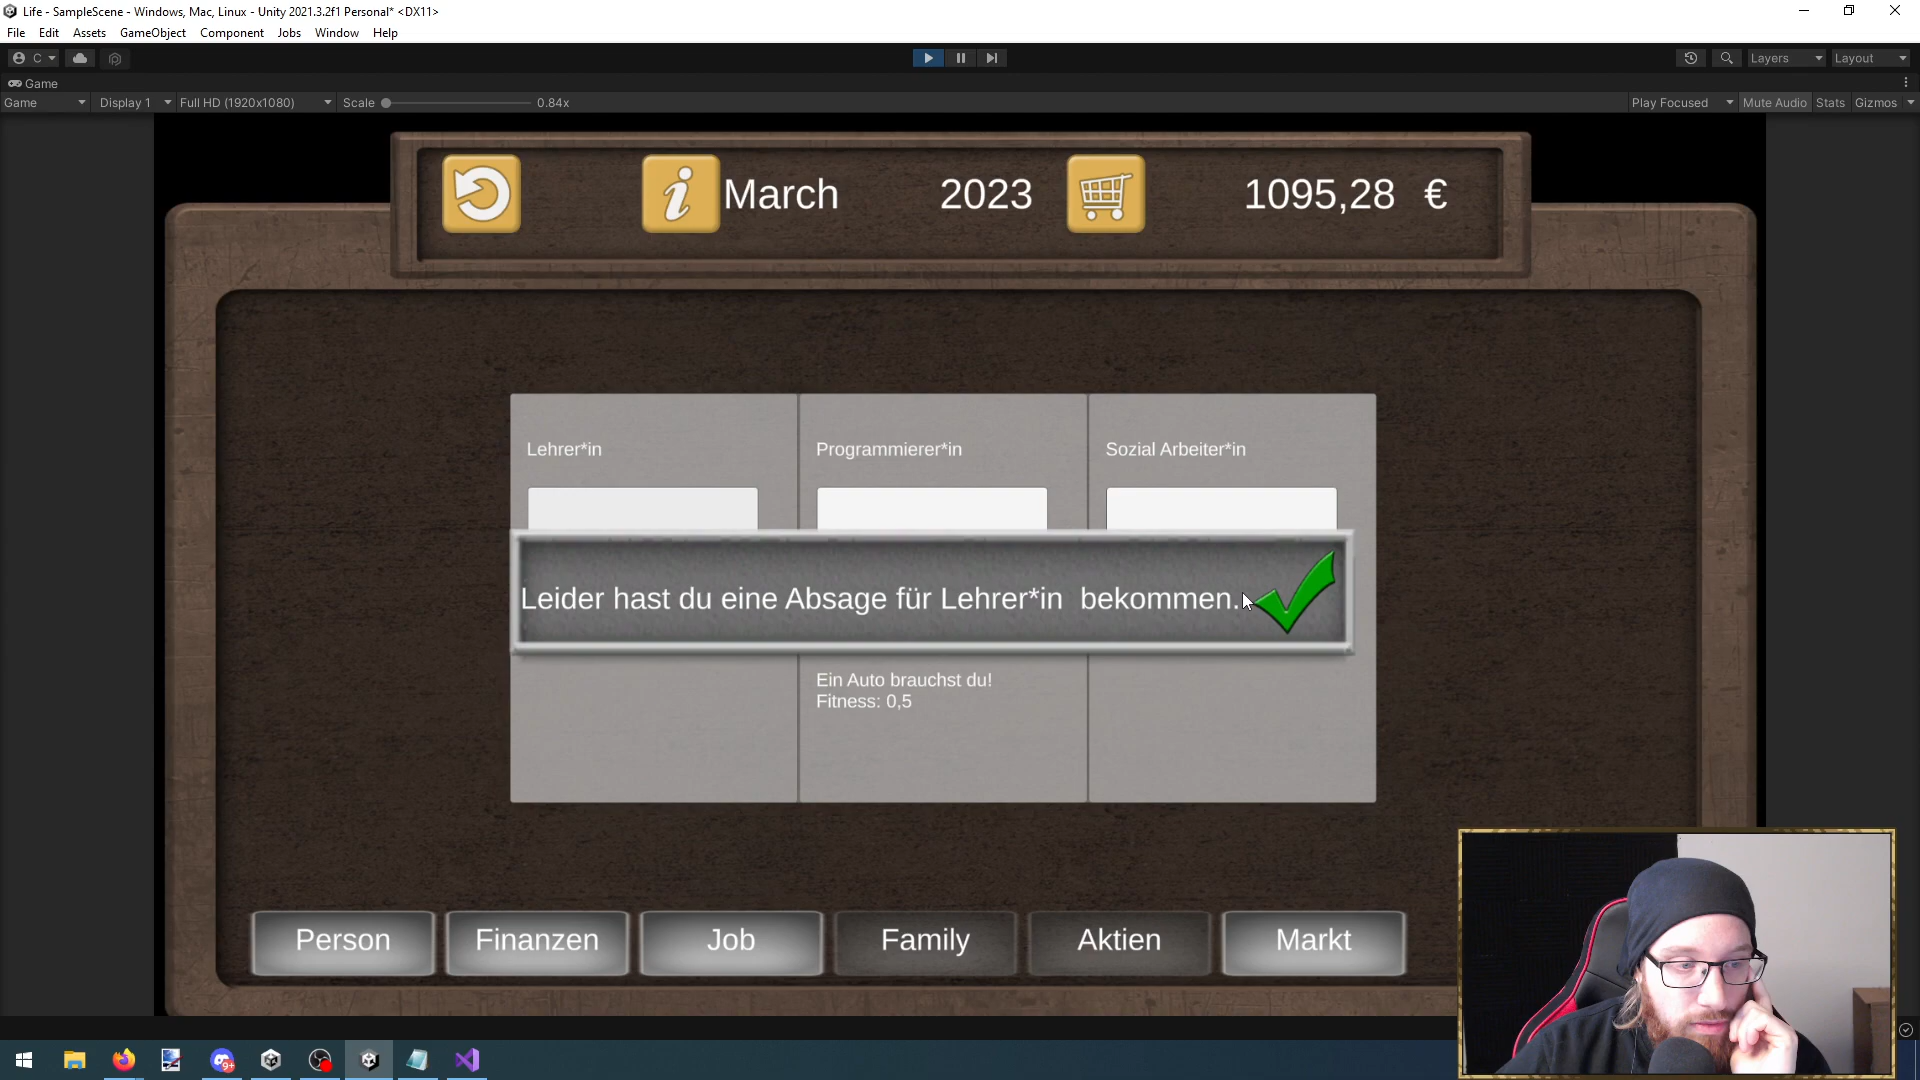 Life - SampleScene - Windows, Mac, Linux - Unity 2021.3.2f1 Personal* <DX11>
File Edit Assets GameObject Component Jobs Window Help
C Layers Layout
Game
Game Display 1 Full HD (1920x1080) Scale 0.84x Play Focused Mute Audio Stats Gizmos
i March 2023 1095,28 €
Lehrer*in Programmierer*in Sozial Arbeiter*in
Leider hast du eine Absage für Lehrer*in bekommen.
Ein Auto brauchst du!
Fitness: 0,5
Person Finanzen Job Family Aktien Markt
9+